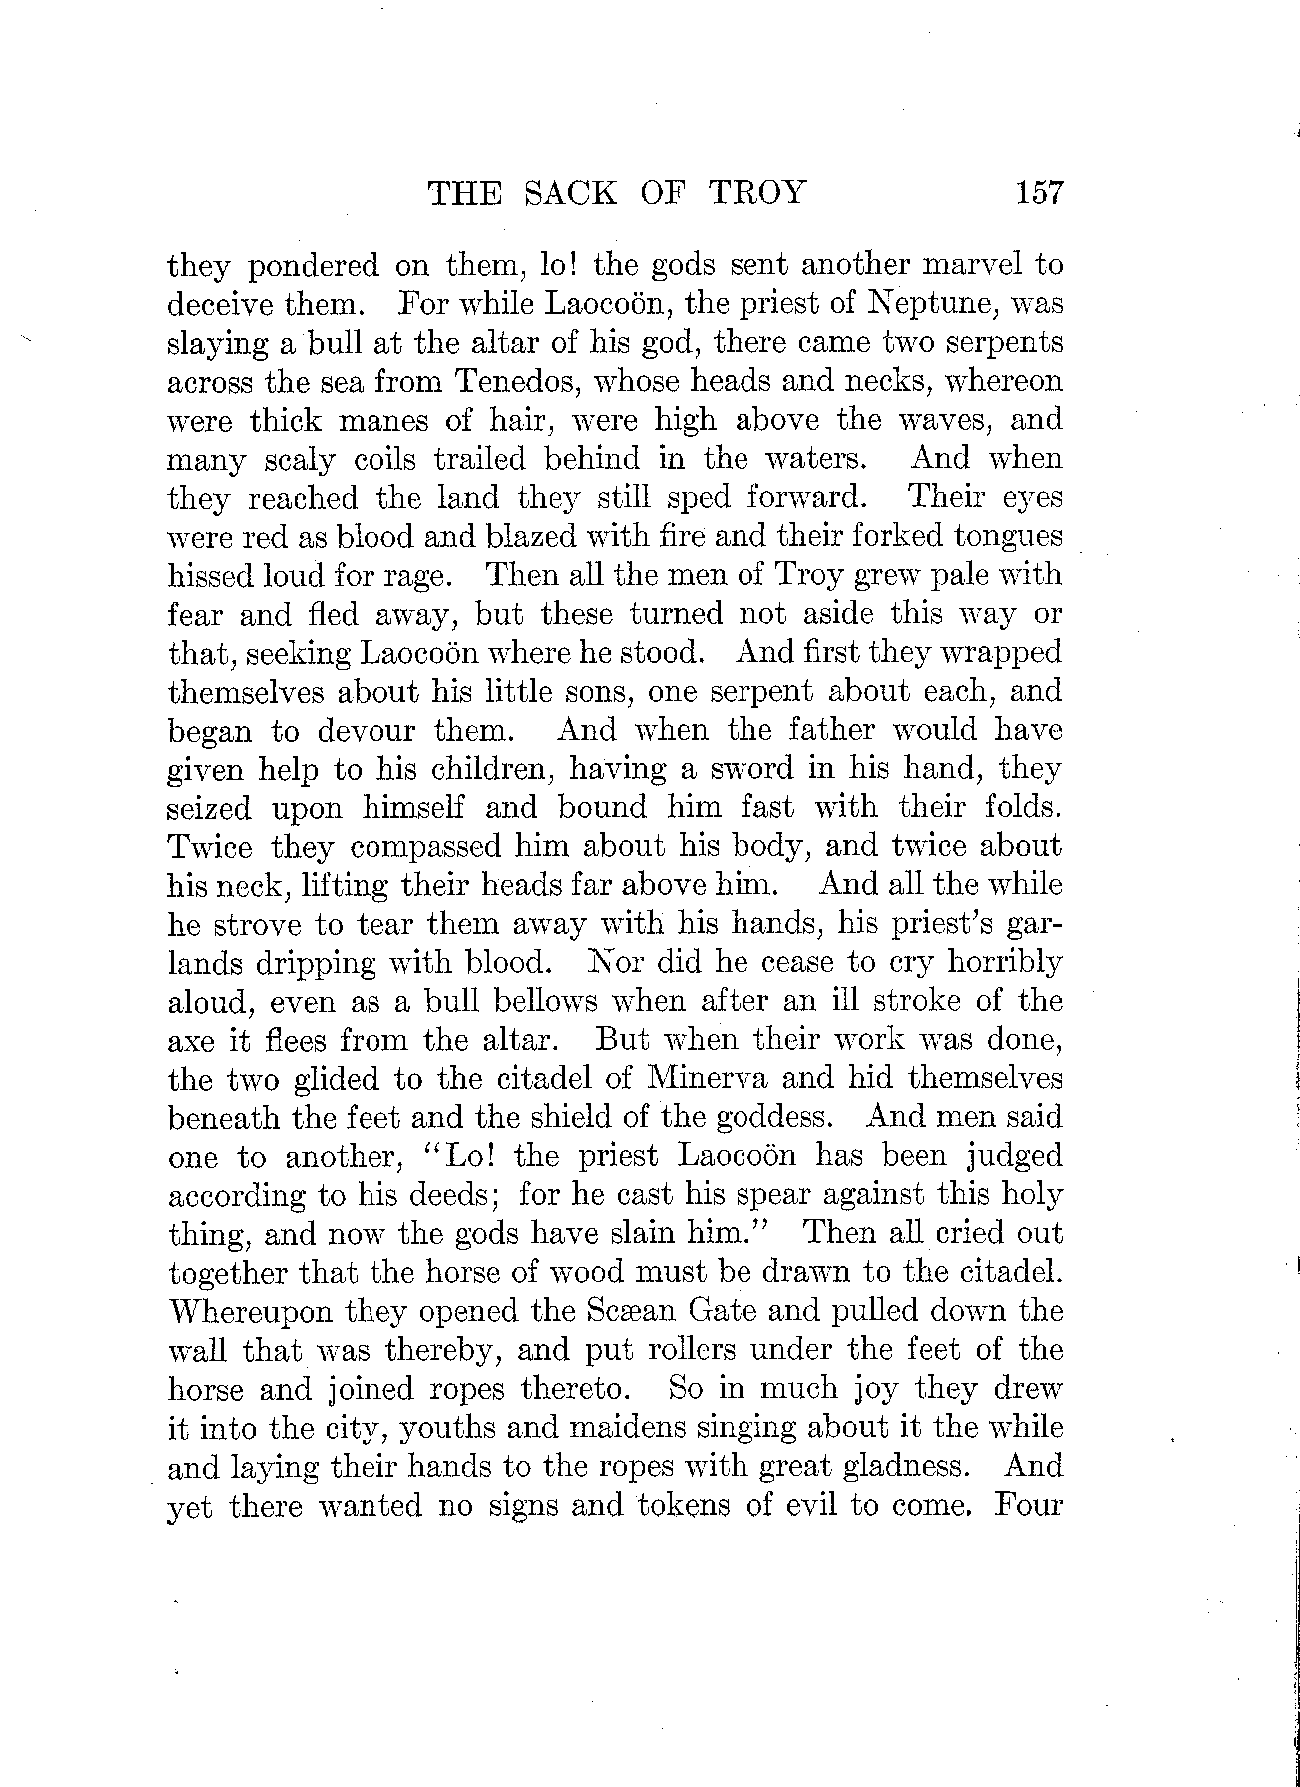 THE SACK OF TROY 157
they pondered on them, lo! the gods sent another marvel to
deceive them. For while Laocoön, the priest of Neptune, was
slaying a bull at the altar of his god, there came two serpents
across the sea from Tenedos, whose heads and necks, whereon
were thick manes of hair, were high above the waves, and
many scaly coils trailed behind in the waters. And when
they reached the land they still sped forward. Their eyes
were red as blood and blazed with fire and their forked tongues
hissed loud for rage. Then all the men of Troy grew pale with
fear and fled away, but these turned not aside this way or
that, seeking Laocoön where he stood. And first they wrapped
themselves about his little sons, one serpent about each, and
began to devour them. And when the father would have
given help to his children, having a sword in his hand, they
seized upon himself and bound him fast with their folds.
Twice they compassed him about his body, and twice about
his neck, lifting their heads far above him. And all the while
he strove to tear them away with his hands, his priest's gar-
lands dripping with blood. Nor did he cease to cry horribly
aloud, even as a bull bellows when after an ill stroke of the
axe it flees from the altar. But when their work was done,
the two glided to the citadel of Minerva and hid themselves
beneath the feet and the shield of the goddess. And men said
one to another, "Lo! the priest Laocoön has been judged
according to his deeds; for he cast his spear against this holy
thing, and now the gods have slain him." Then all cried out
together that the horse of wood must be drawn to the citadel.
Whereupon they opened the Scæan Gate and pulled down the
wall that was thereby, and put rollers under the feet of the
horse and joined ropes thereto. So in much joy they drew
it into the city, youths and maidens singing about it the while
and laying their hands to the ropes with great gladness. And
yet there wanted no signs and tokens of evil to come. Four